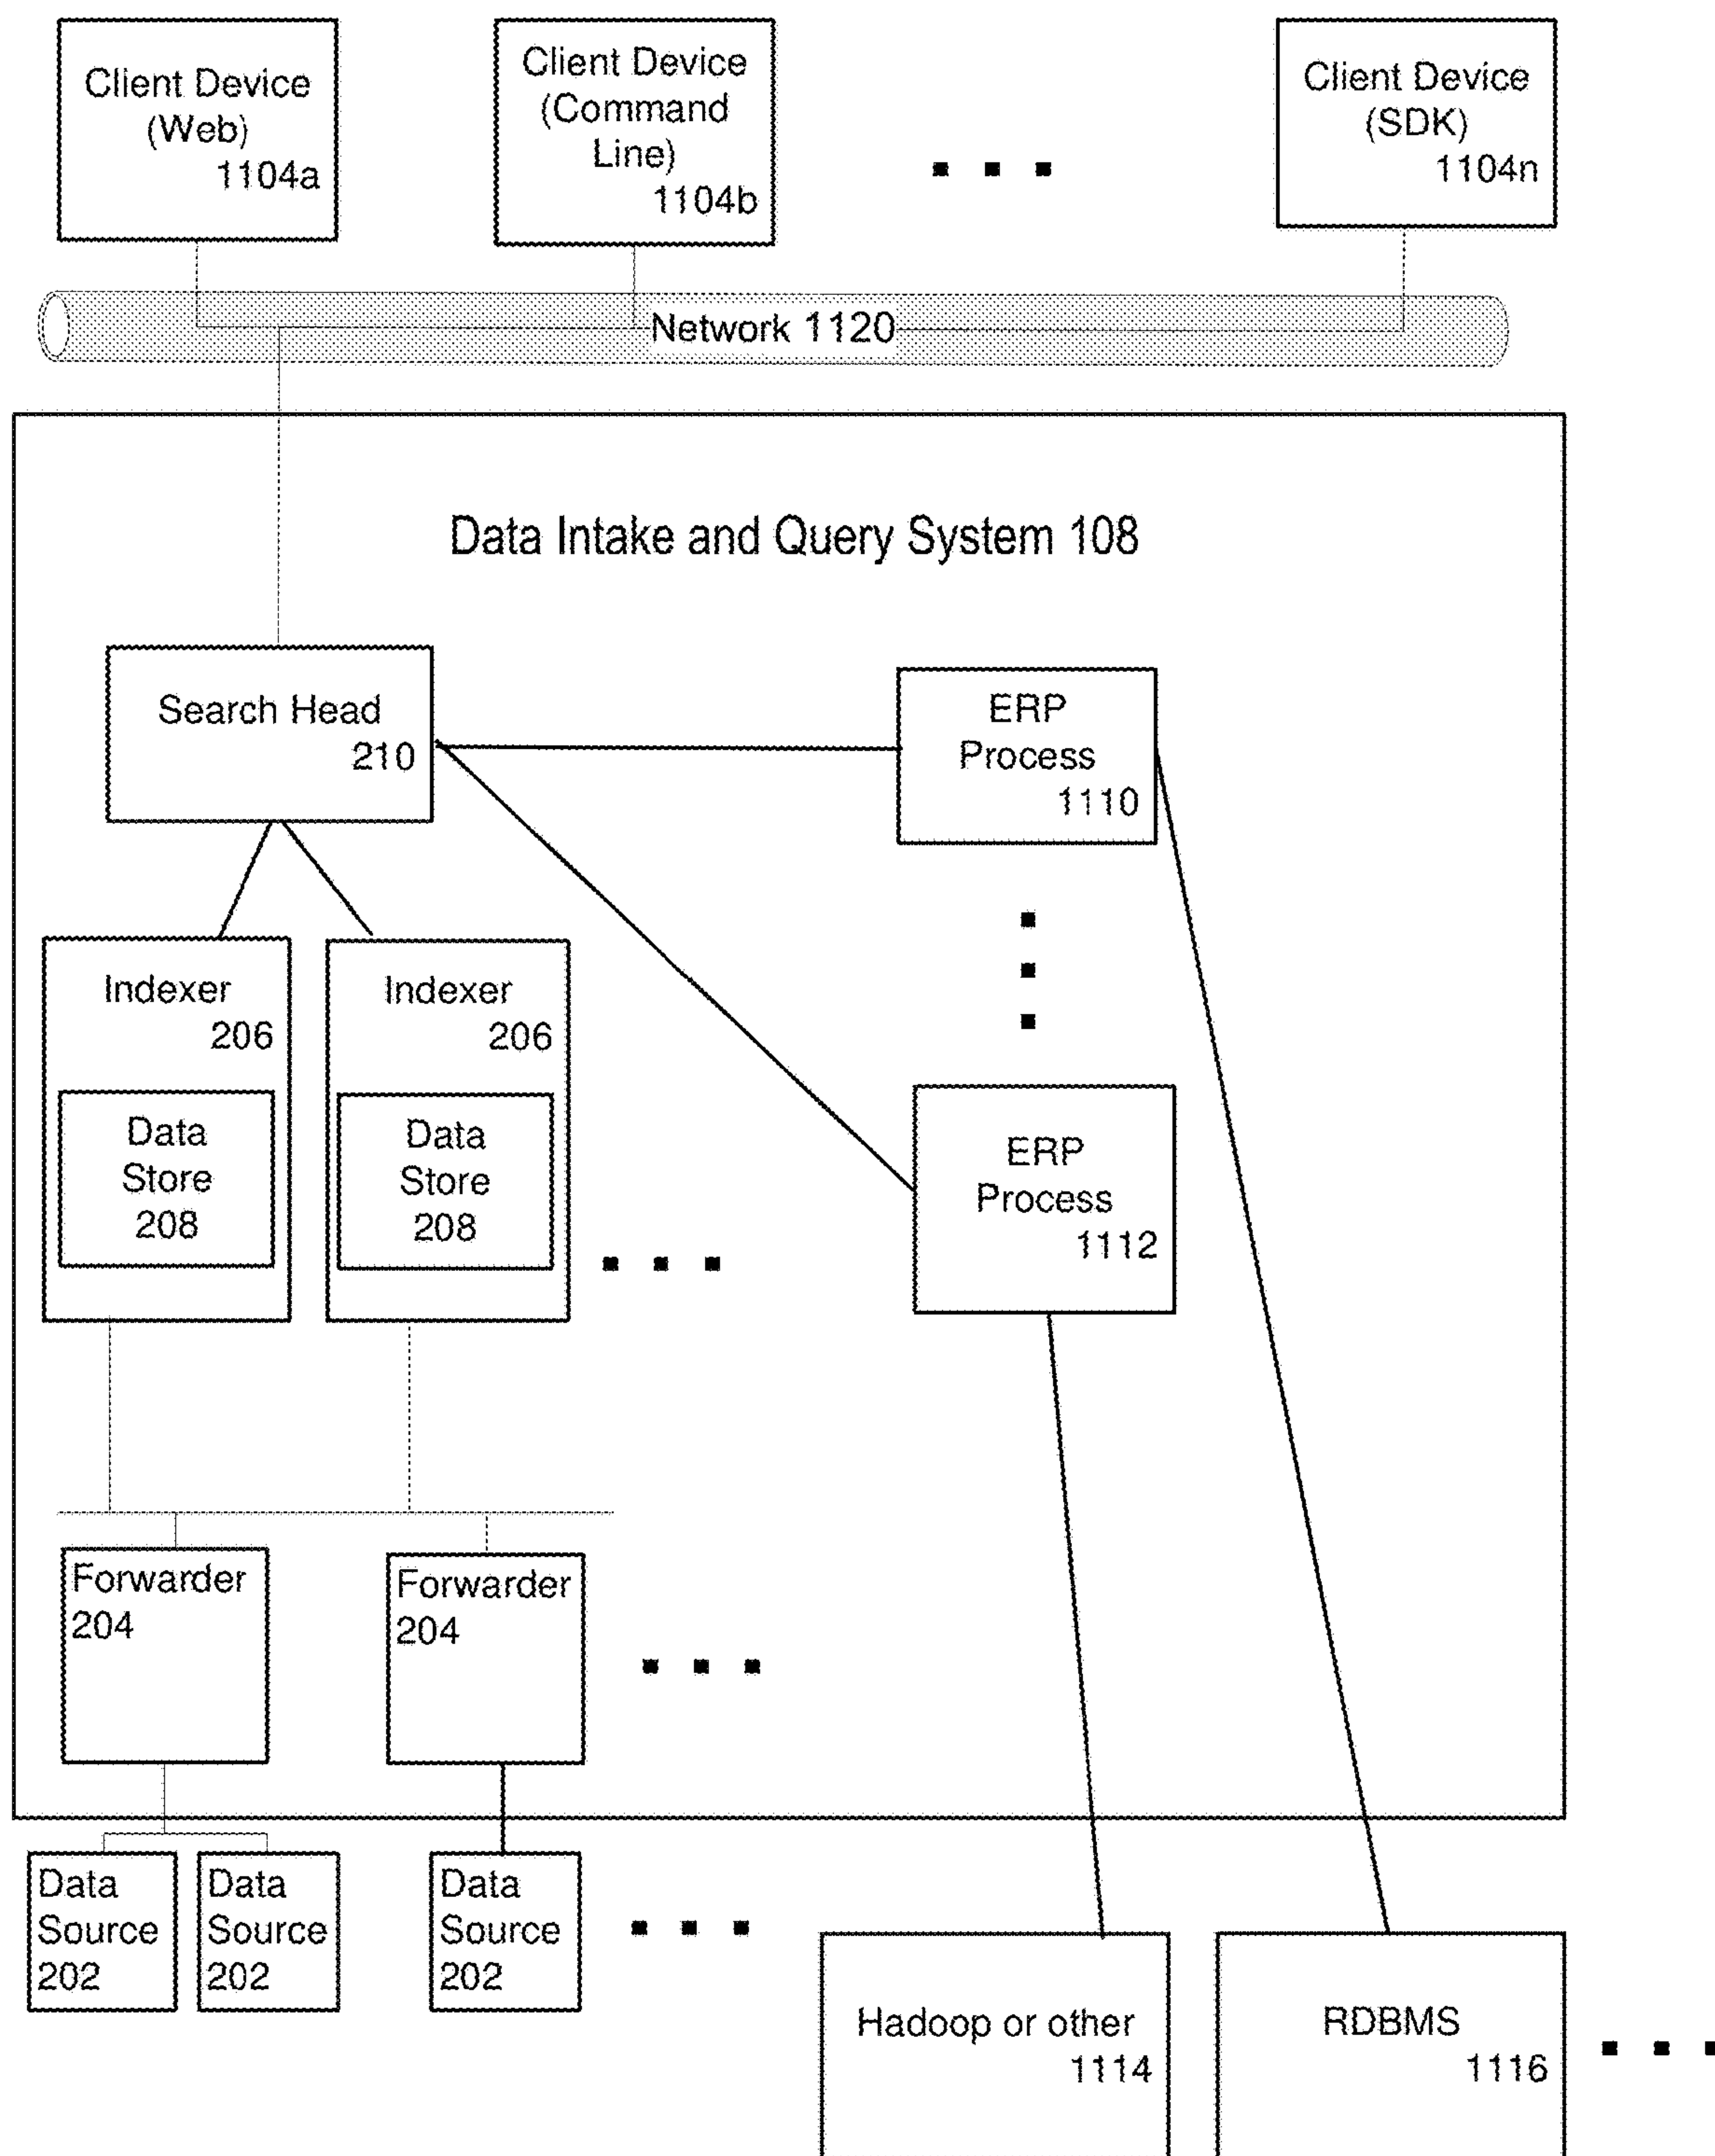 Client Device
(Web)
1104a
Client Device
(Command
Line)
1104b
Client Device
(SDK)
1104n
Network 1120
Data Intake and Query System 108
Search Head
210
ERP
Process
1110
Indexer
206
Data
Store
208
Indexer
206
Data
Store
208
ERP
Process
1112
Forwarder
204
Forwarder
204
Data
Source
202
Data
Source
202
Data
Source
202
Hadoop or other
1114
RDBMS
1116